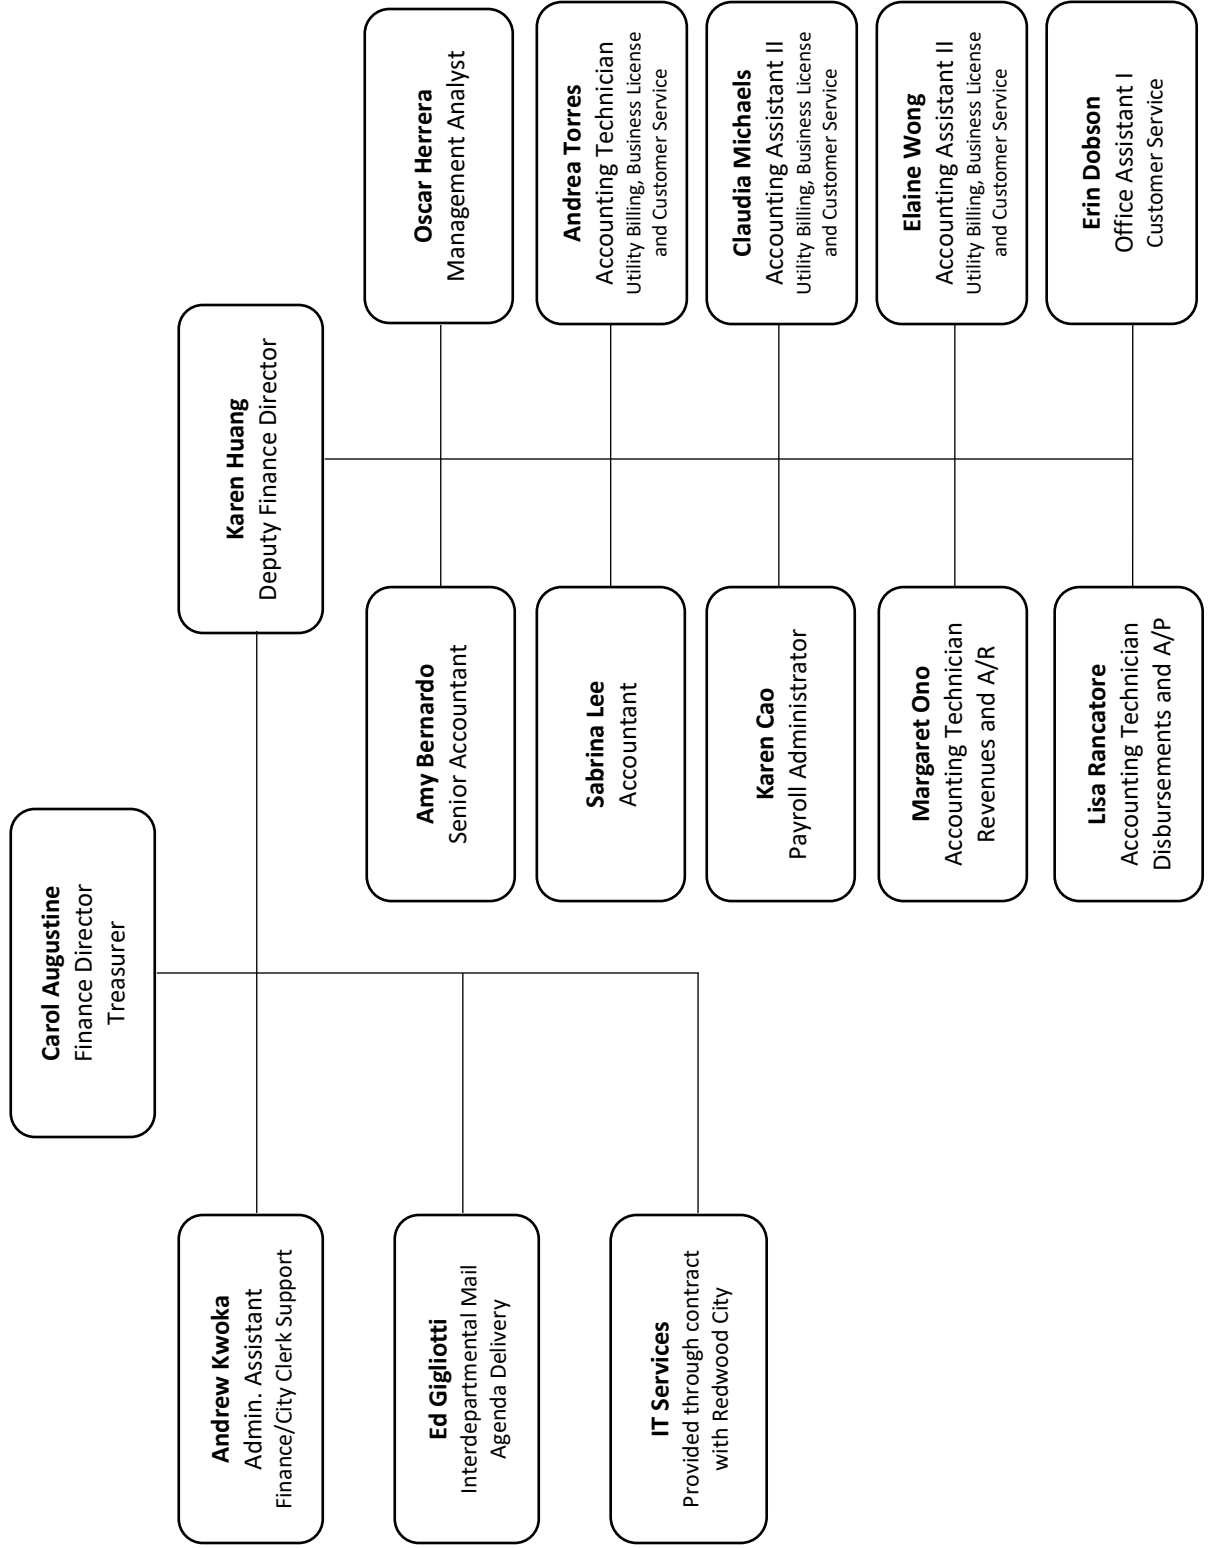 Carol Augustine
Finance Director
Treasurer
Andrew Kwoka
Admin. Assistant
Finance/City Clerk Support
Karen Huang
Deputy Finance Director
Ed Gigliotti
Interdepartmental Mail
Agenda Delivery
IT Services
Provided through contract
with Redwood City
Amy Bernardo
Senior Accountant
Oscar Herrera
Management Analyst
Sabrina Lee
Accountant
Andrea Torres
Accounting Technician
Utility Billing, Business License
and Customer Service
Karen Cao
Payroll Administrator
Claudia Michaels
Accounting Assistant II
Utility Billing, Business License
and Customer Service
Margaret Ono
Accounting Technician
Revenues and A/R
Elaine Wong
Accounting Assistant II
Utility Billing, Business License
and Customer Service
Lisa Rancatore
Accounting Technician
Disbursements and A/P
Erin Dobson
Office Assistant I
Customer Service